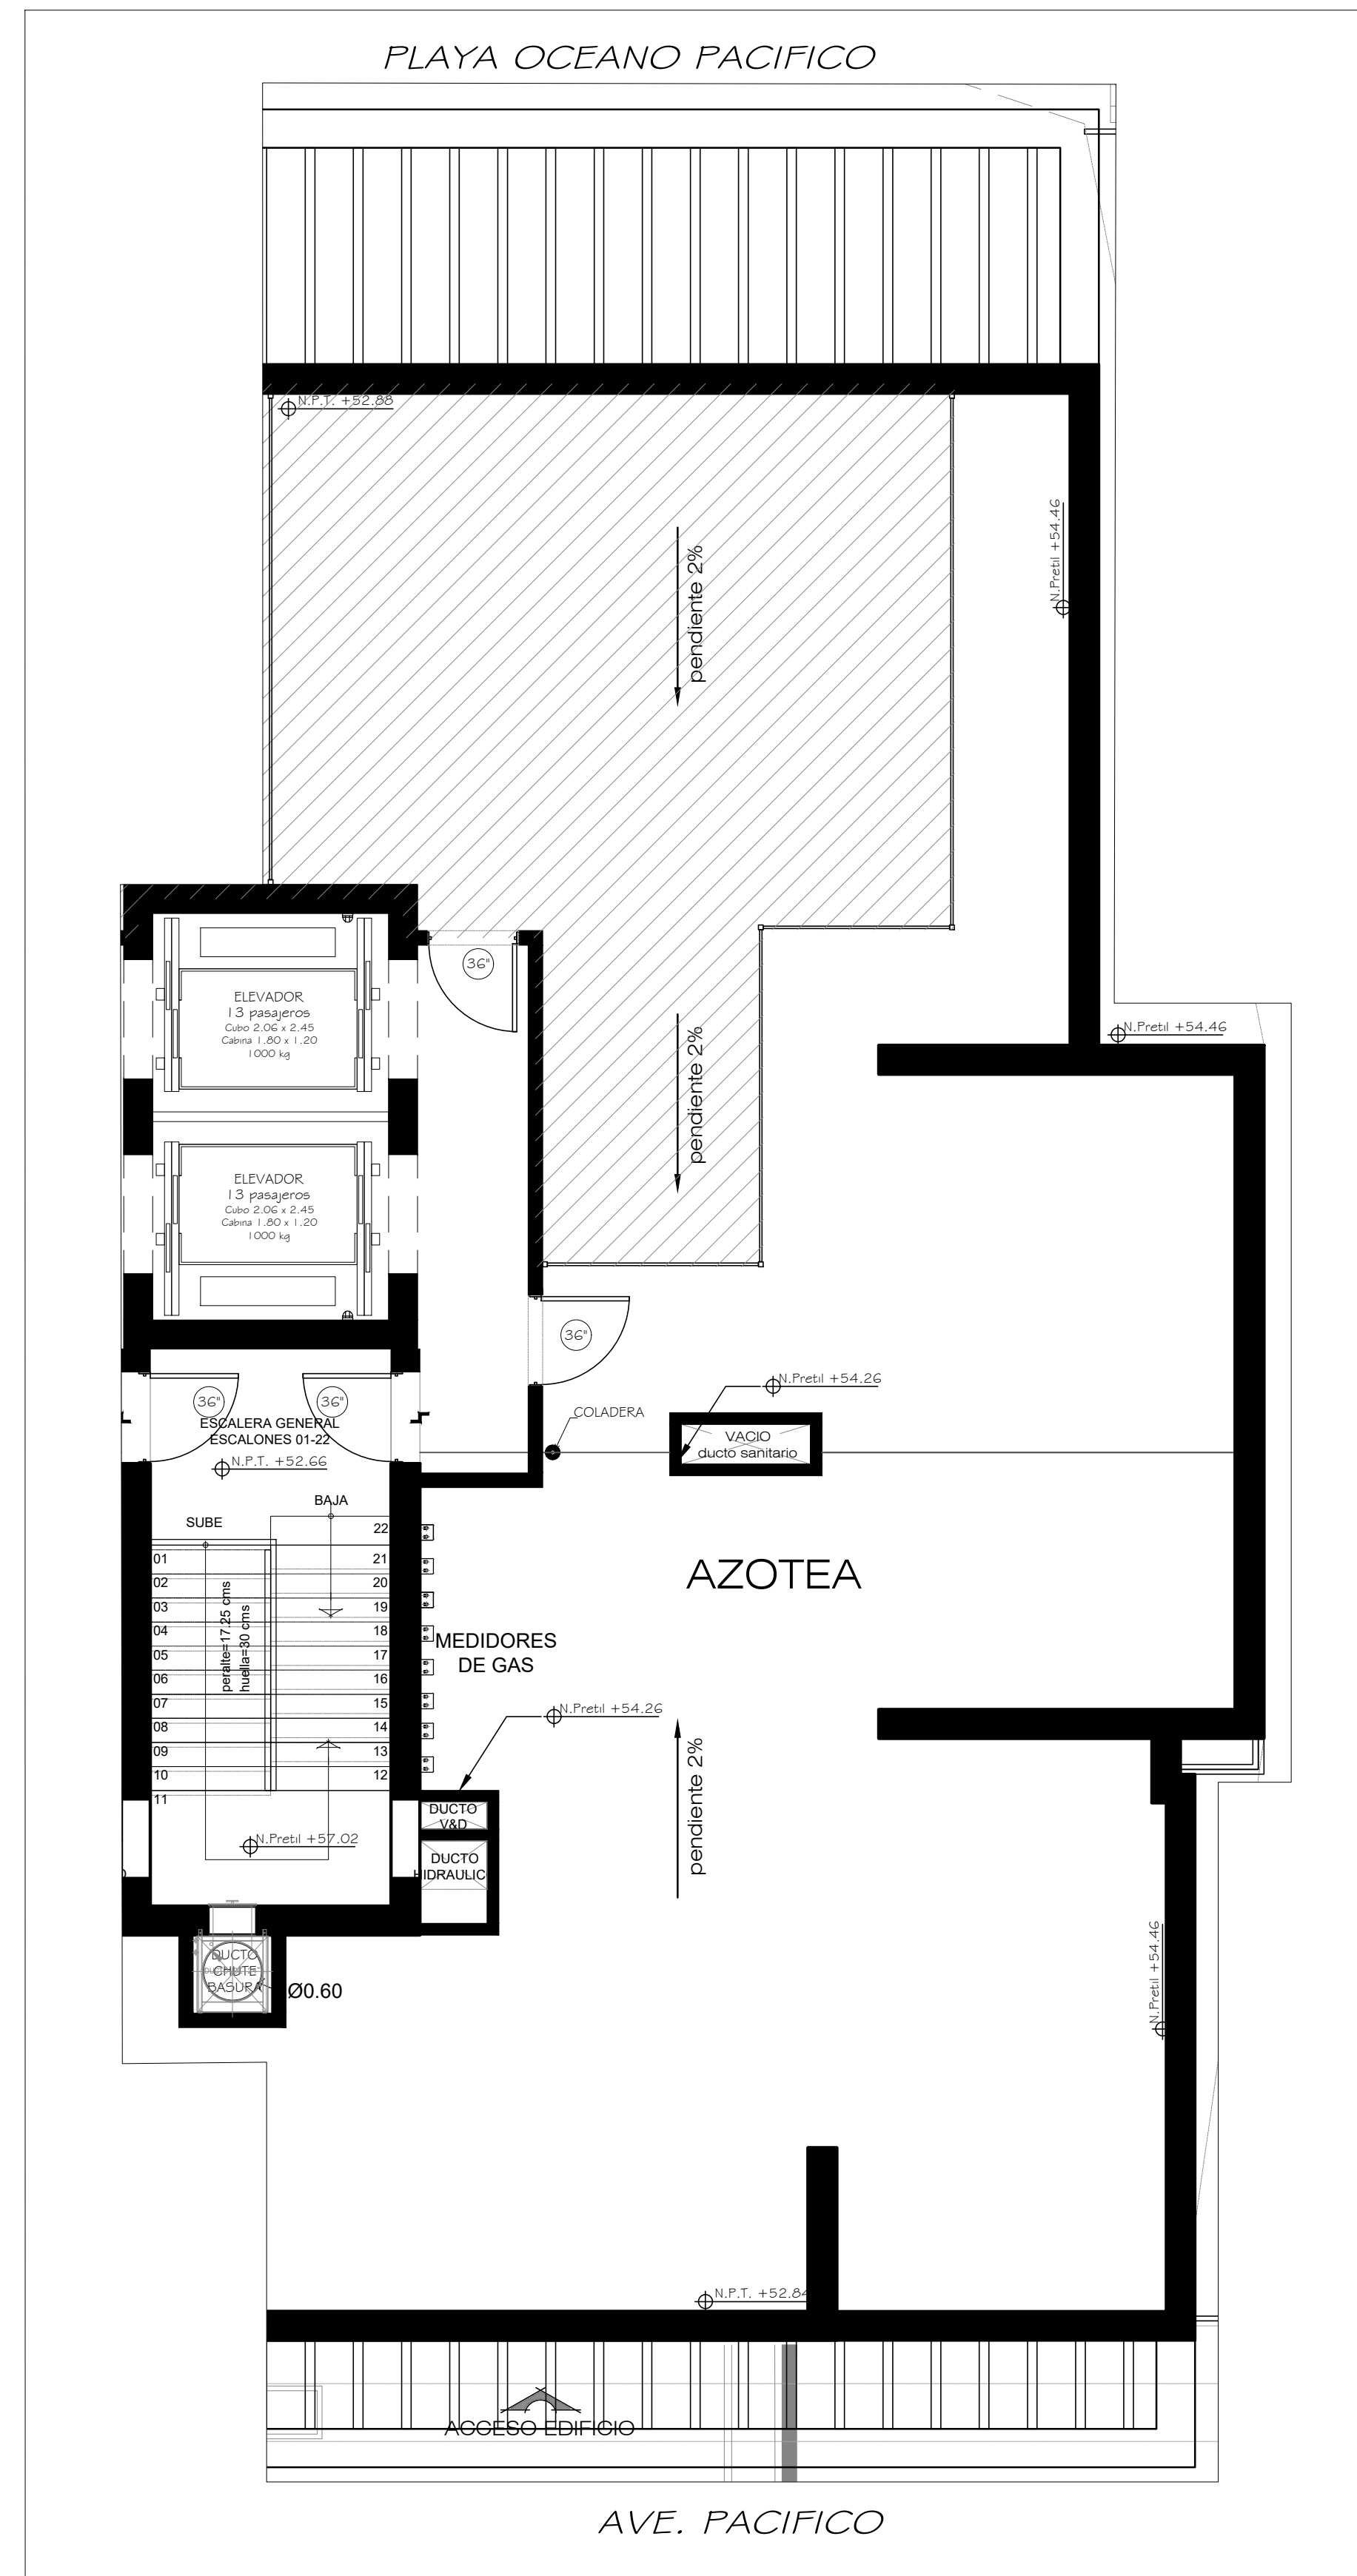 PLAYA OCEANO PACIFICO
N.P.T. +52.88
N.Pretil +54.46
pendiente 2%
36"
ELEVADOR
13 pasajeros
Cubo 2.06 x 2.45
Cabina 1.80 x 1.20
1000 kg
N.Pretil +54.46
pendiente 2%
ELEVADOR
13 pasajeros
Cubo 2.06 x 2.45
Cabina 1.80 x 1.20
1000 kg
36"
N.Pretil +54.26
36"
36"
COLADERA
ESCALERA GENERAL
ESCALONES 01-22
VACIO
ducto sanitario
N.P.T. +52.66
BAJA
SUBE
22
01
21
02
20
03
19
04
18
05
17
06
16
07
15
08
14
09
13
10
12
11
peralte=17.25 cms
huella=30 cms
AZOTEA
MEDIDORES
DE GAS
N.Pretil +54.26
pendiente 2%
DUCTO
V&D
N.Pretil +57.02
DUCTO
HIDRAULIC
DUCTO
CHUTE
BASURA
Ø0.60
N.Pretil +54.46
N.P.T. +52.84
ACCESO EDIFICIO
AVE. PACIFICO